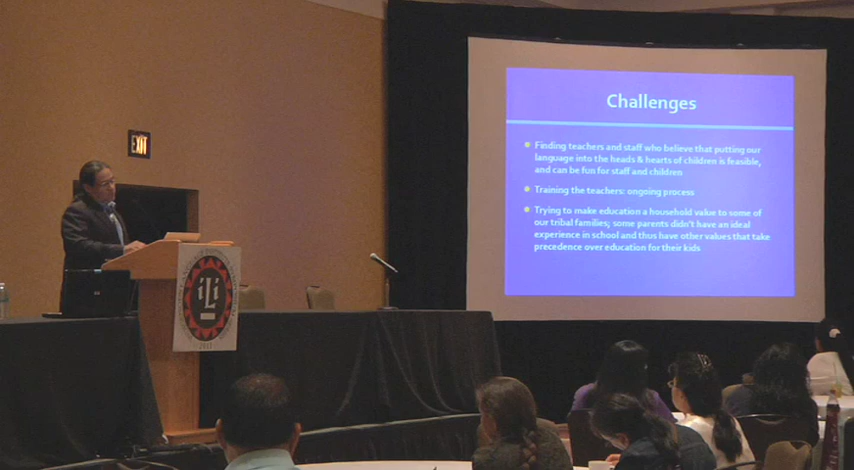 EXIT
Challenges
Finding teachers and staff who believe that putting our
language into the heads & hearts of children is feasible,
and can be fun for staff and children
Training the teachers: ongoing process
Trying to make education a household value to some of
our tribal families; some parents didn't have an ideal
experience in school and thus have other values that take
precedence over education for their kids
iLi